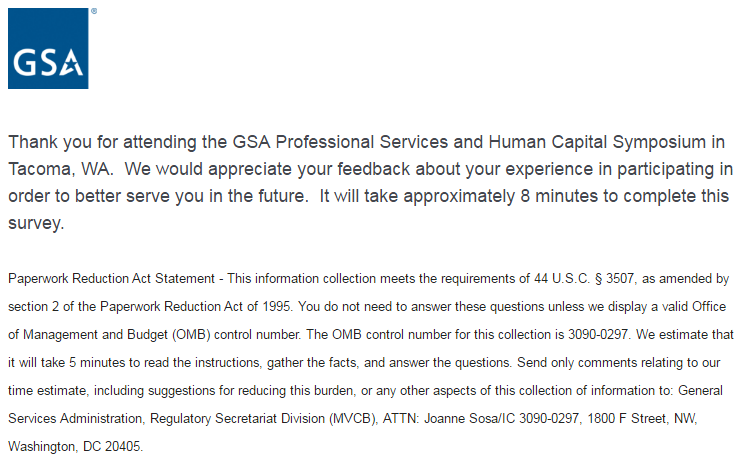 GSA®
Thank you for attending the GSA Professional Services and Human Capital Symposium in
Tacoma, WA.  We would appreciate your feedback about your experience in participating in
order to better serve you in the future.  It will take approximately 8 minutes to complete this
survey.
Paperwork Reduction Act Statement - This information collection meets the requirements of 44 U.S.C. § 3507, as amended by
section 2 of the Paperwork Reduction Act of 1995. You do not need to answer these questions unless we display a valid Office
of Management and Budget (OMB) control number. The OMB control number for this collection is 3090-0297. We estimate that
it will take 5 minutes to read the instructions, gather the facts, and answer the questions. Send only comments relating to our
time estimate, including suggestions for reducing this burden, or any other aspects of this collection of information to: General
Services Administration, Regulatory Secretariat Division (MVCB), ATTN: Joanne Sosa/IC 3090-0297, 1800 F Street, NW,
Washington, DC 20405.